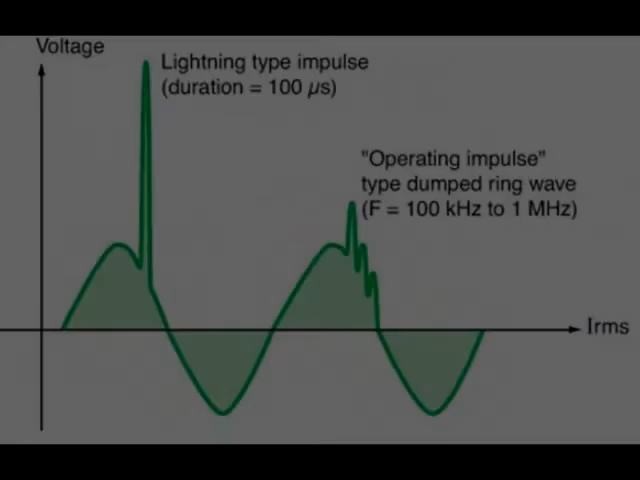 Voltage
Lightning type impulse
(duration = 100 µs)
"Operating impulse"
type dumped ring wave
(F = 100 kHz to 1 MHz)
Irms